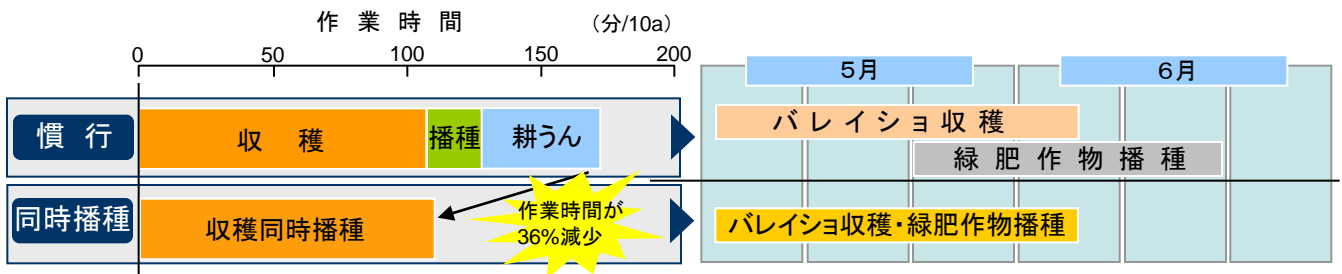 作 業 時 間 （分/10a）
0 50 100 150 200
5月 6月
慣 行 収 穫 播種 耕うん バ レ イ シ ョ 収 穫
緑 肥 作 物 播 種
同時播種 収穫同時播種 作業時間が バレイショ収穫・緑肥作物播種
36%減少